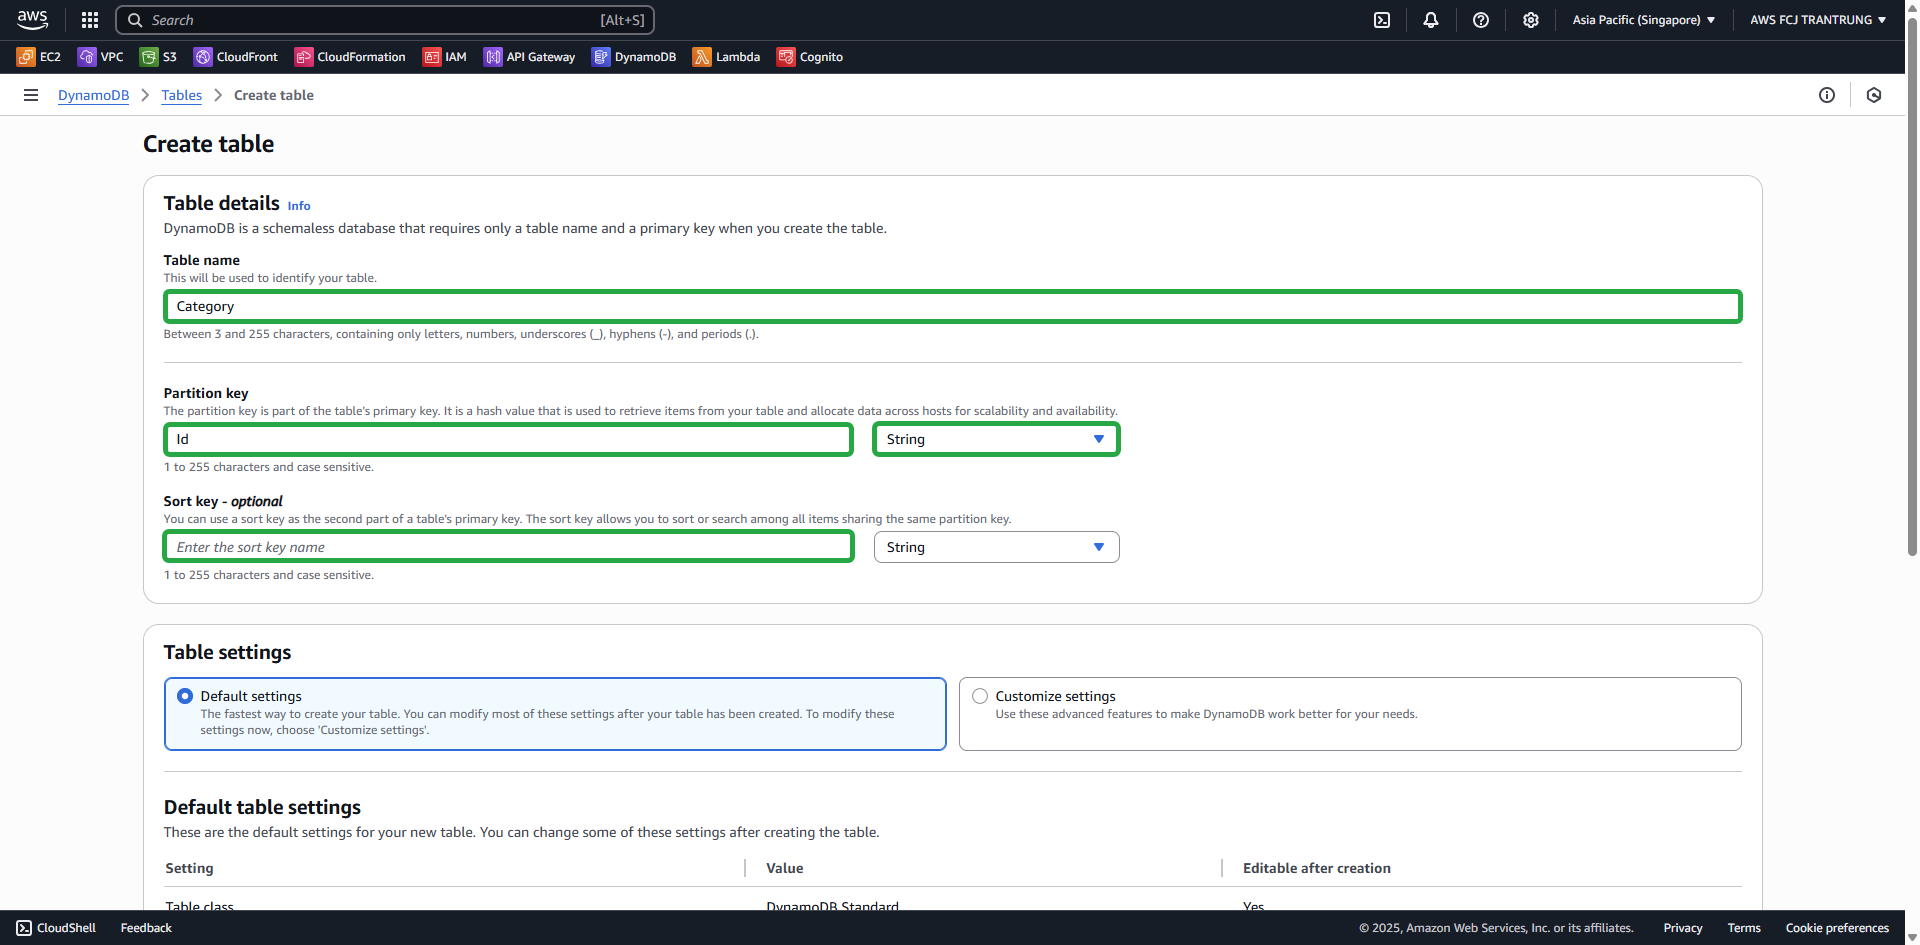 aws
Search [Alt+S]
Asia Pacific (Singapore) ▼ AWS FCJ TRANTRUNG ▼
EC2 VPC S3 CloudFront CloudFormation IAM API Gateway DynamoDB Lambda Cognito
DynamoDB > Tables > Create table
Create table
Table details Info
DynamoDB is a schemaless database that requires only a table name and a primary key when you create the table.
Table name
This will be used to identify your table.
Category
Between 3 and 255 characters, containing only letters, numbers, underscores (_), hyphens (-), and periods (.).
Partition key
The partition key is part of the table's primary key. It is a hash value that is used to retrieve items from your table and allocate data across hosts for scalability and availability.
Id String
1 to 255 characters and case sensitive.
Sort key - optional
You can use a sort key as the second part of a table's primary key. The sort key allows you to sort or search among all items sharing the same partition key.
Enter the sort key name String
1 to 255 characters and case sensitive.
Table settings
Default settings
The fastest way to create your table. You can modify most of these settings after your table has been created. To modify these
settings now, choose 'Customize settings'.
Customize settings
Use these advanced features to make DynamoDB work better for your needs.
Default table settings
These are the default settings for your new table. You can change some of these settings after creating the table.
Setting Value Editable after creation
Table class DynamoDB Standard Yes
CloudShell Feedback © 2025, Amazon Web Services, Inc. or its affiliates. Privacy Terms Cookie preferences